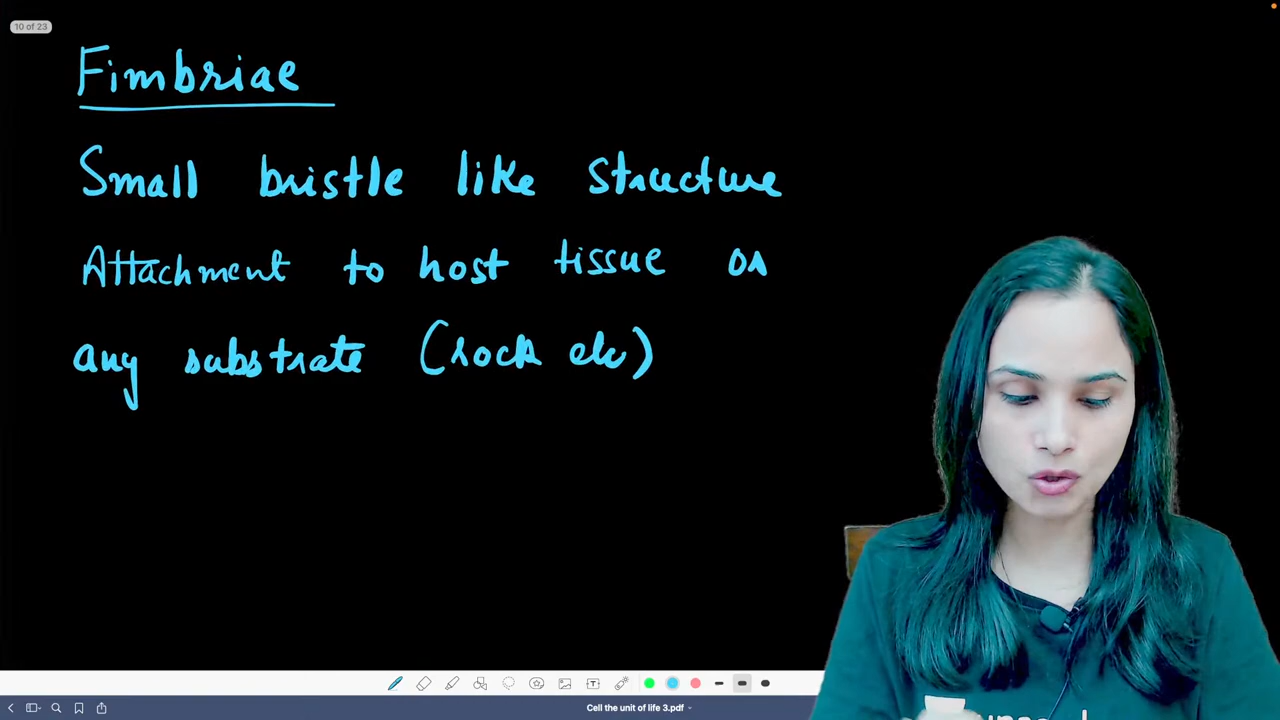 10 of 23
Fimbriae
Small bristle like structure
Attachment to host tissue or
any substrate (rock etc)
Cell the unit of life 3.pdf